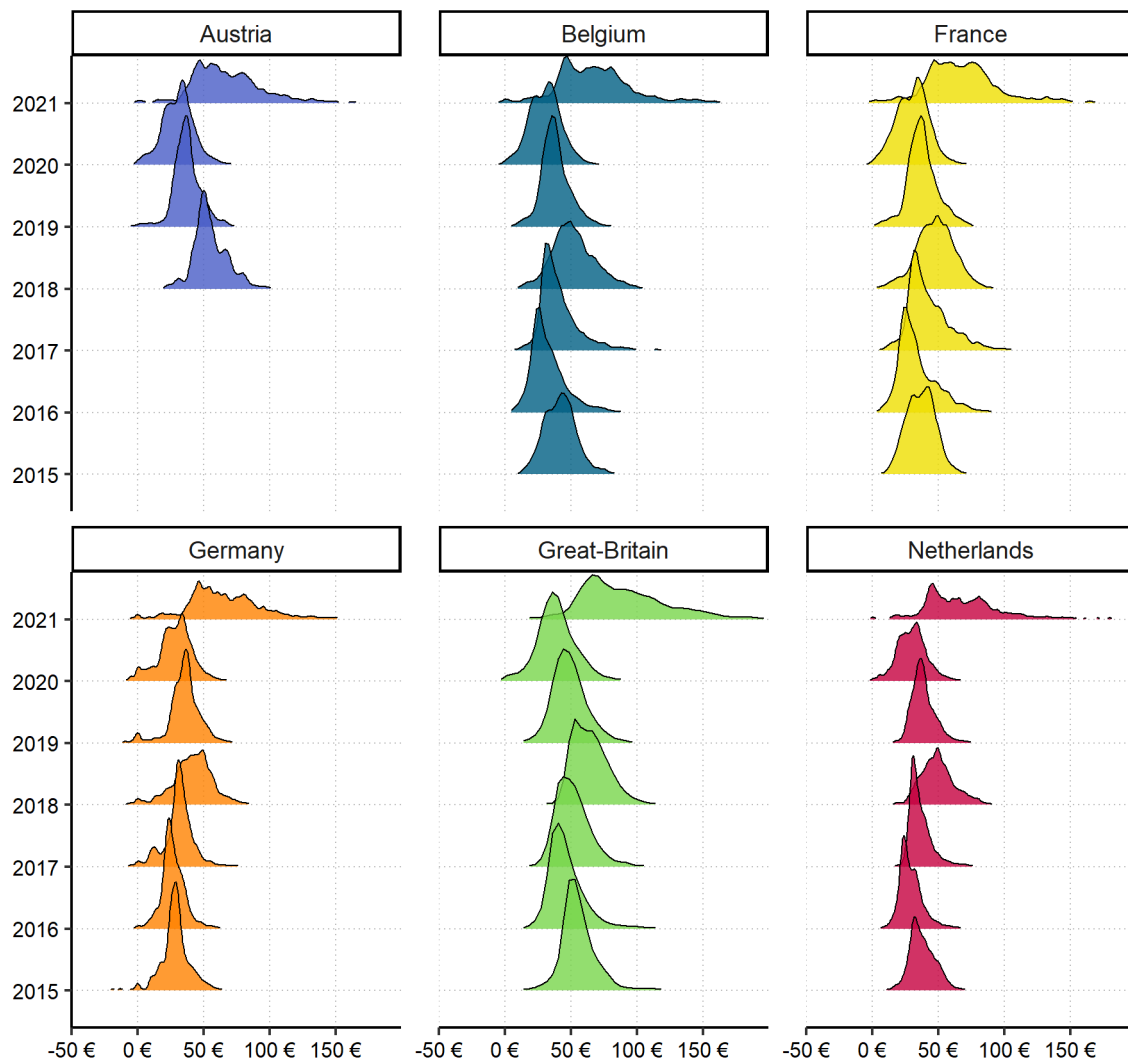 Austria
Belgium
France
2021
2020
2019
2018
2017
2016
2015
Germany
Great-Britain
Netherlands
2021
2020
2019
2018
2017
2016
2015
-50 € 0 € 50 € 100 € 150 € -50 € 0 € 50 € 100 € 150 € -50 € 0 € 50 € 100 € 150 €